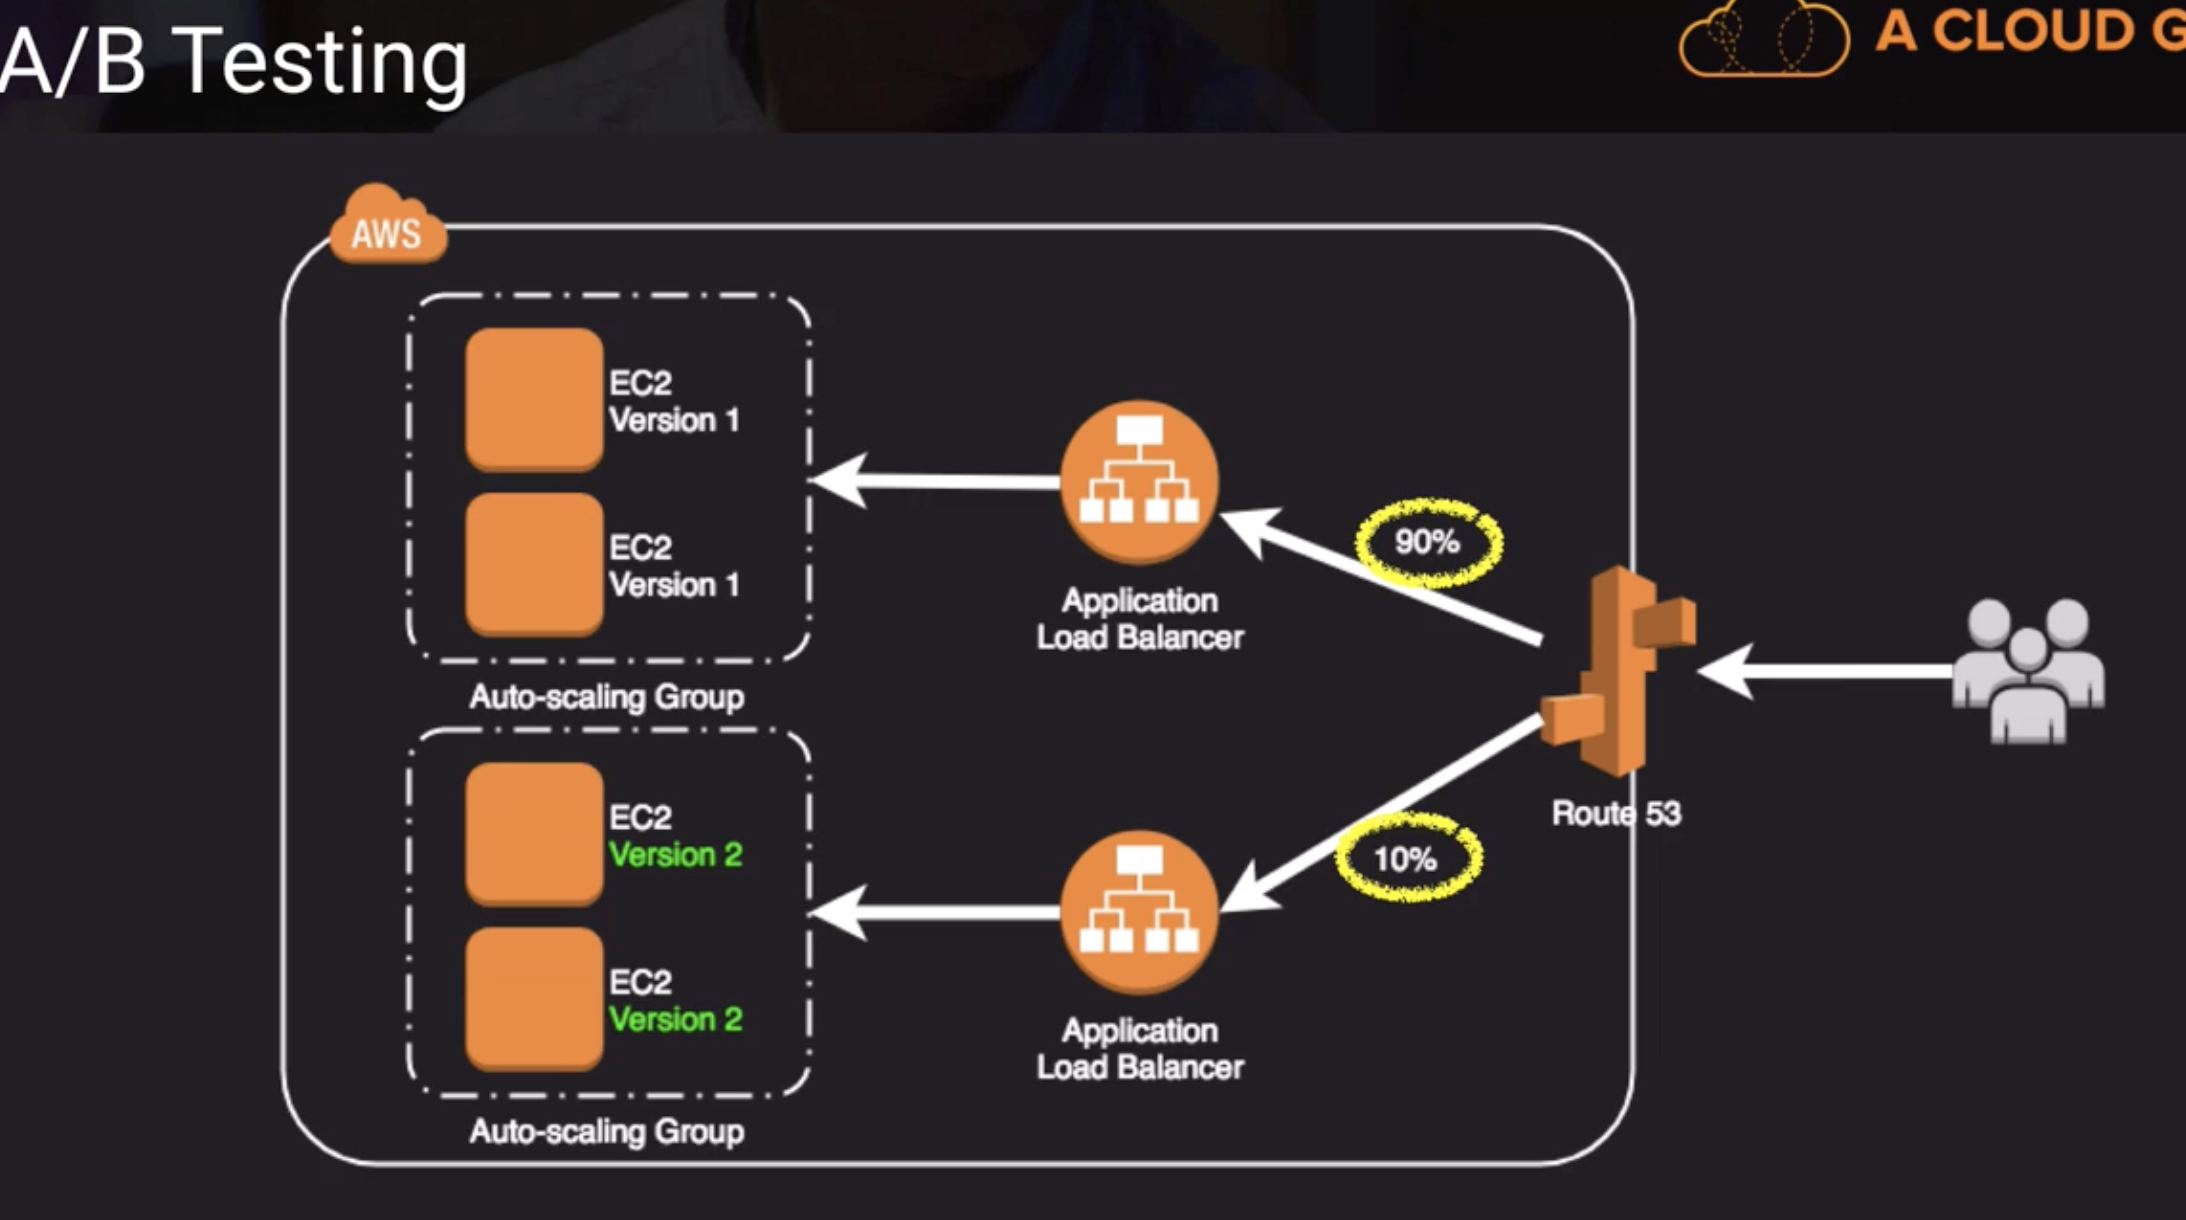 A/B Testing
A CLOUD G
AWS
EC2
Version 1
EC2
Version 1
Auto-scaling Group
EC2
Version 2
EC2
Version 2
Auto-scaling Group
Application
Load Balancer
Application
Load Balancer
90%
10%
Route 53